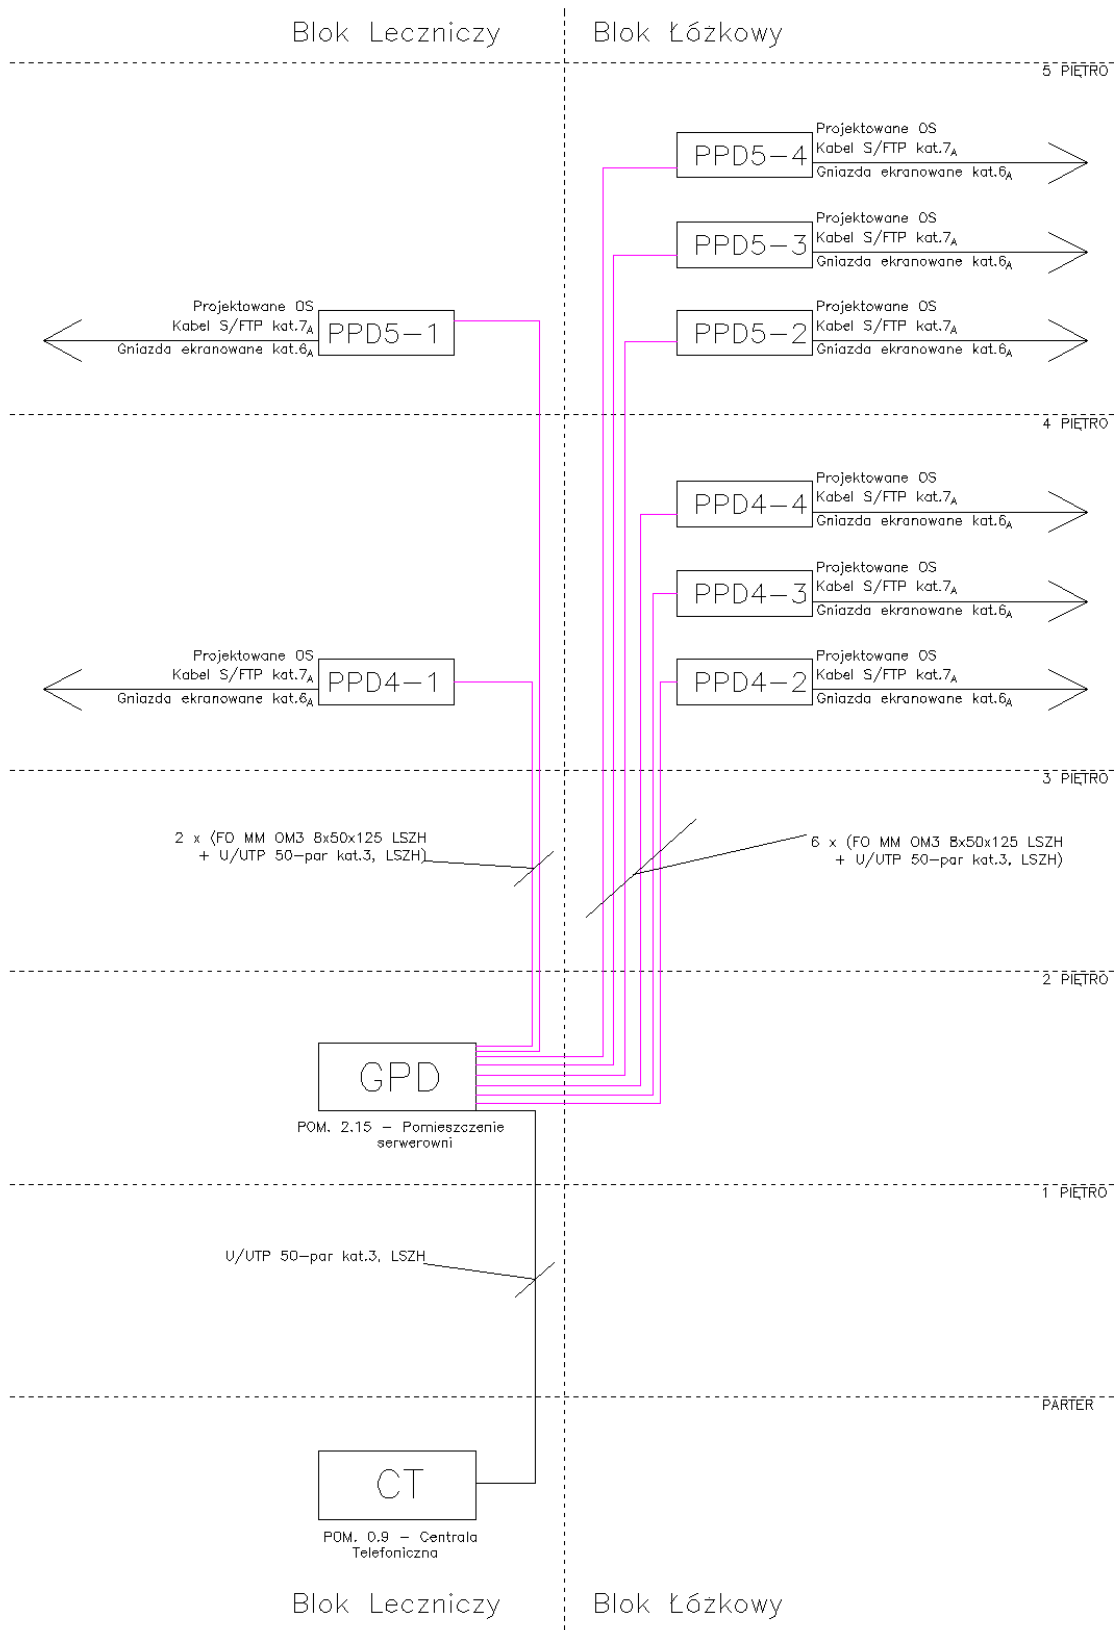 Blok Leczniczy
Blok Łóżkowy
5 PIĘTRO
Projektowane OS
PPD5-4
Kabel S/FTP kat.7A
Gniazda ekranowane kat.6A
Projektowane OS
PPD5-3
Kabel S/FTP kat.7A
Gniazda ekranowane kat.6A
Projektowane OS
Kabel S/FTP kat.7A
Gniazda ekranowane kat.6A
PPD5-1
Projektowane OS
PPD5-2
Kabel S/FTP kat.7A
Gniazda ekranowane kat.6A
4 PIĘTRO
Projektowane OS
PPD4-4
Kabel S/FTP kat.7A
Gniazda ekranowane kat.6A
Projektowane OS
PPD4-3
Kabel S/FTP kat.7A
Gniazda ekranowane kat.6A
Projektowane OS
Kabel S/FTP kat.7A
Gniazda ekranowane kat.6A
PPD4-1
Projektowane OS
PPD4-2
Kabel S/FTP kat.7A
Gniazda ekranowane kat.6A
3 PIĘTRO
2 x (FO MM OM3 8x50x125 LSZH
+ U/UTP 50-par kat.3, LSZH)
6 x (FO MM OM3 8x50x125 LSZH
+ U/UTP 50-par kat.3, LSZH)
2 PIĘTRO
GPD
POM. 2.15 - Pomieszczenie
serwerowni
1 PIĘTRO
U/UTP 50-par kat.3, LSZH
PARTER
CT
POM. 0.9 - Centrala
Telefoniczna
Blok Leczniczy
Blok Łóżkowy